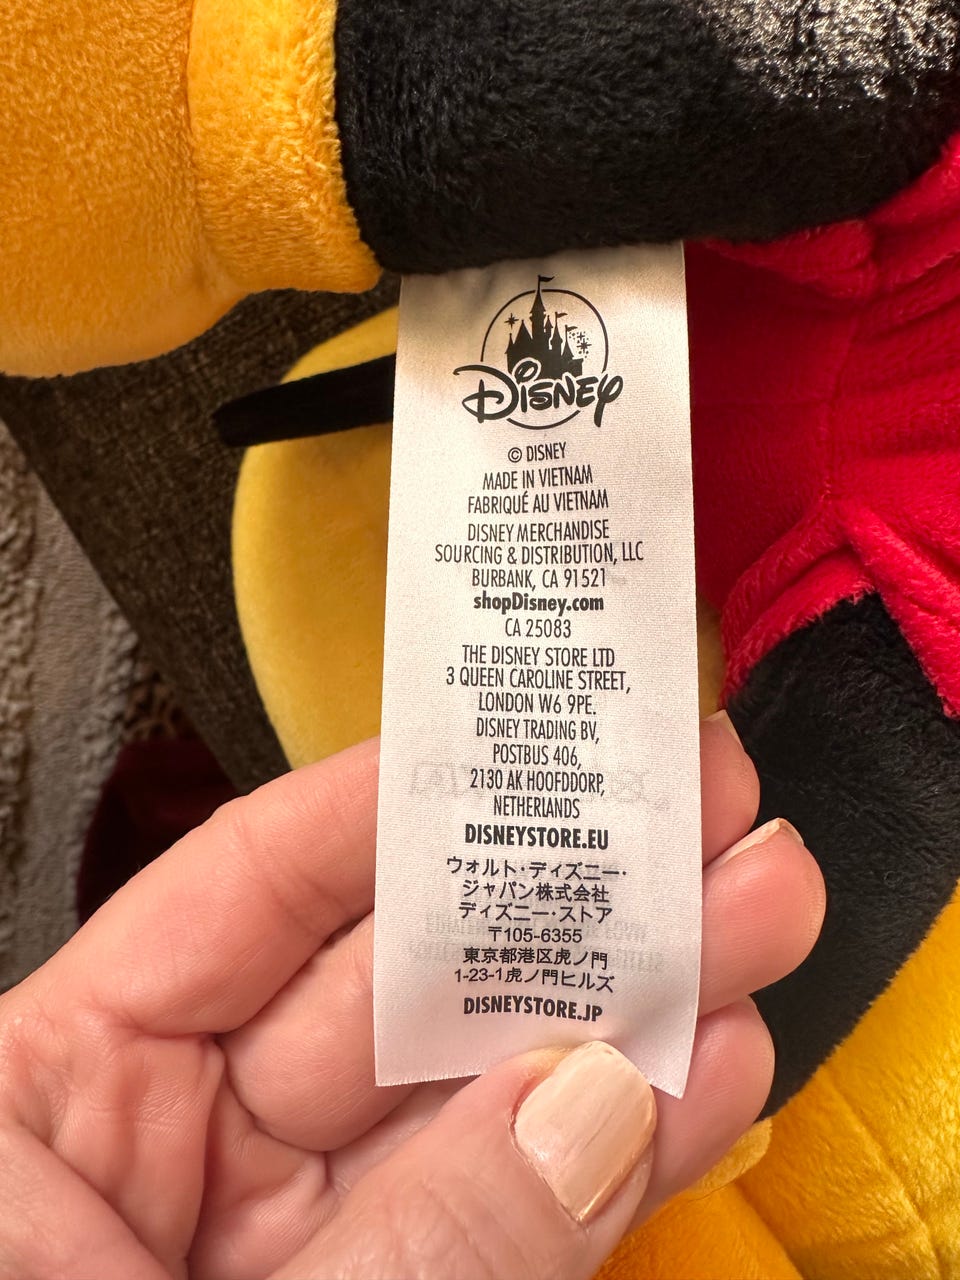 Disney
© DISNEY
MADE IN VIETNAM
FABRIQUÉ AU VIETNAM
DISNEY MERCHANDISE
SOURCING & DISTRIBUTION, LLC
BURBANK, CA 91521
shopDisney.com
CA 25083
THE DISNEY STORE LTD
3 QUEEN CAROLINE STREET,
LONDON W6 9PE.
DISNEY TRADING BV,
POSTBUS 406,
2130 AK HOOFDDORP,
NETHERLANDS
DISNEYSTORE.EU
ウォルト・ディズニー・
ジャパン株式会社
ディズニー・ストア
〒105-6355
東京都港区虎ノ門
1-23-1虎ノ門ヒルズ
DISNEYSTORE.JP